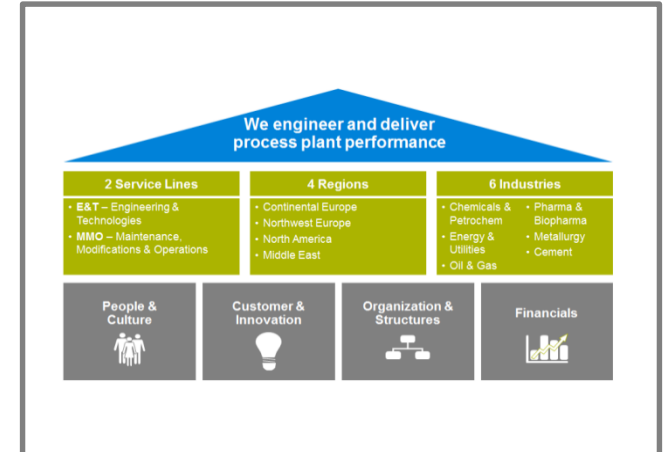 We engineer and deliver
process plant performance
2 Service Lines
• E&T – Engineering &
Technologies
• MMO – Maintenance,
Modifications & Operations
4 Regions
• Continental Europe
• Northwest Europe
• North America
• Middle East
6 Industries
• Chemicals &
Petrochem
• Energy &
Utilities
• Oil & Gas
• Pharma &
Biopharma
• Metallurgy
• Cement
People &
Culture
Customer &
Innovation
Organization &
Structures
Financials